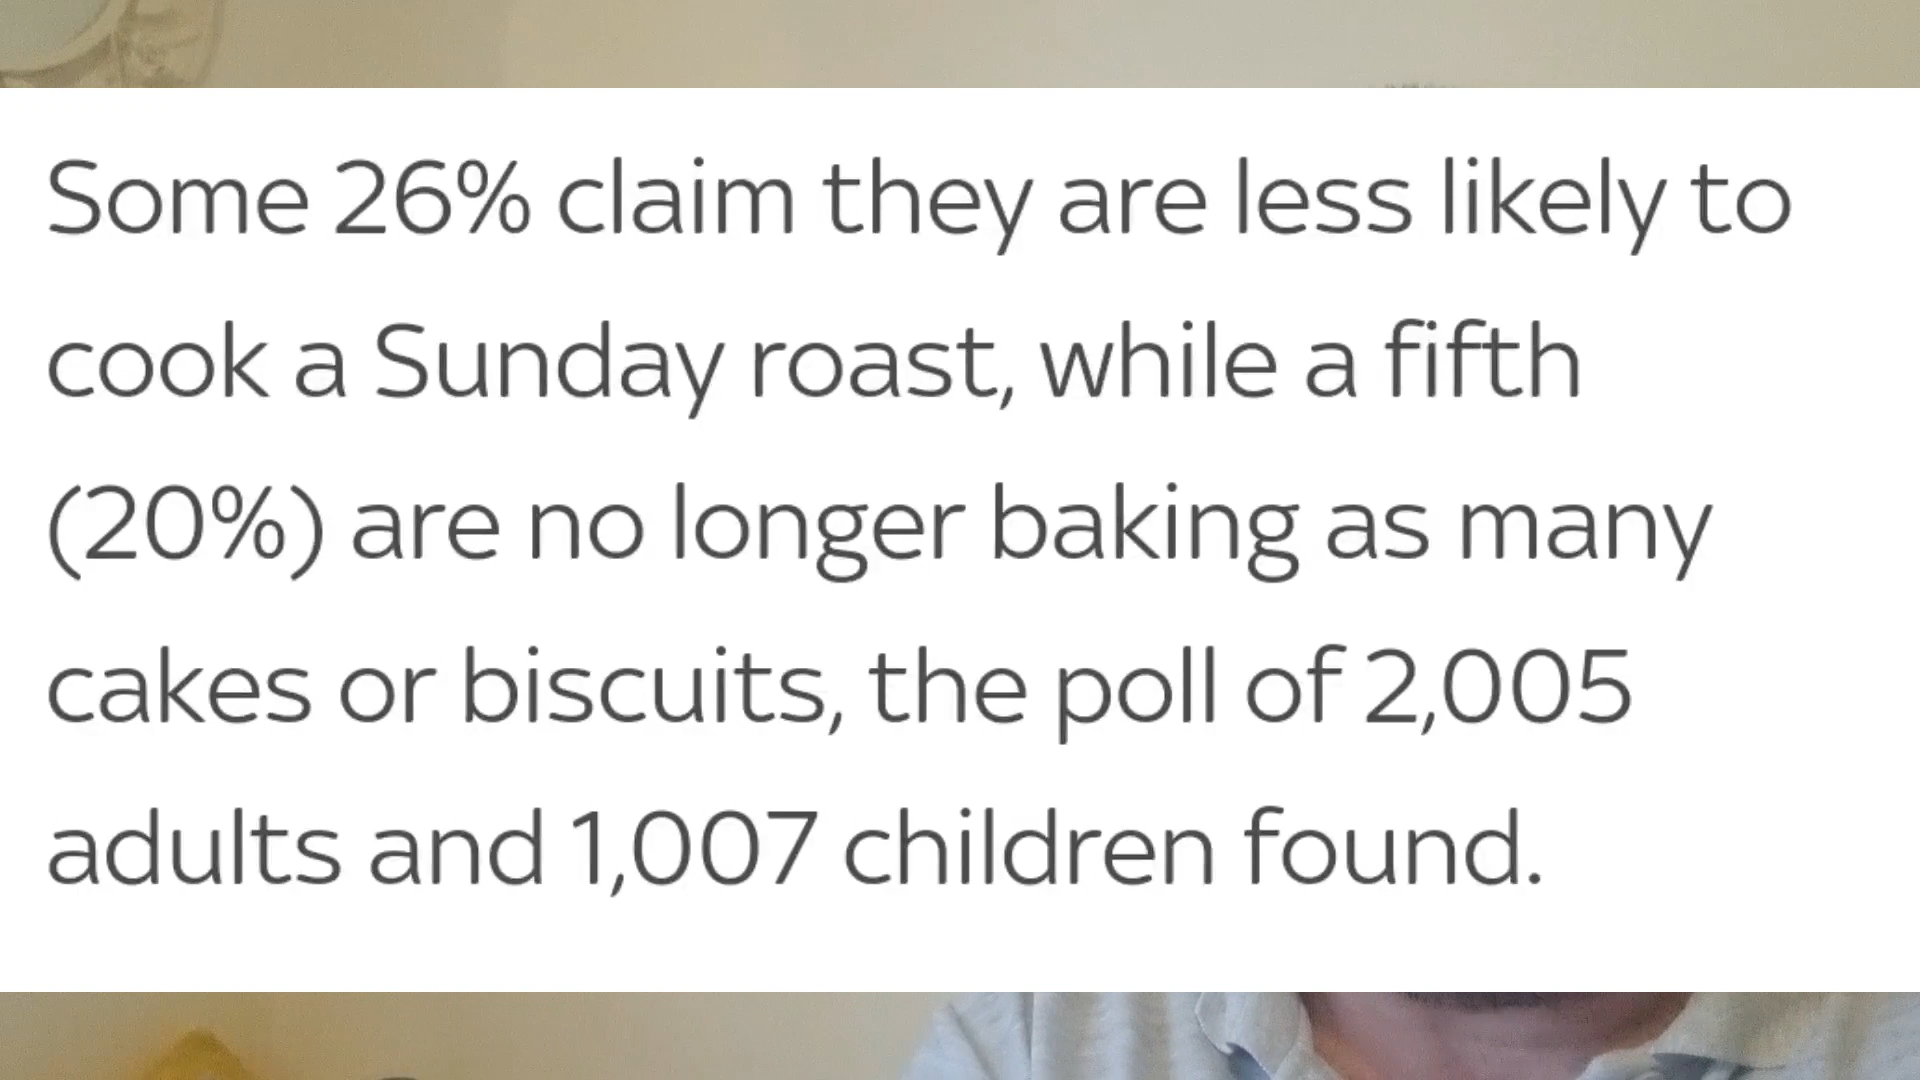 Some 26% claim they are less likely to
cook a Sunday roast, while a fifth
(20%) are no longer baking as many
cakes or biscuits, the poll of 2,005
adults and 1,007 children found.